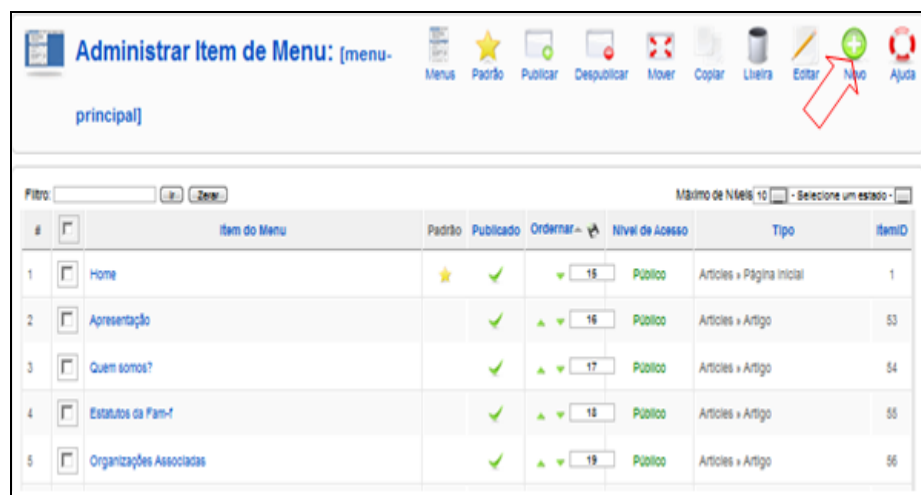 Administrar Item de Menu: [menu-principal]
Menus Padrão Publicar Despublicar Mover Copiar Lixeira Editar Novo Ajuda
Filtro: Ir Zerar Máximo de Níveis 10 - Selecione um estado -
# Item do Menu Padrão Publicado Ordernar Nível de Acesso Tipo ItemID
1 Home 15 Público Articles » Página Inicial 1
2 Apresentação 16 Público Articles » Artigo 53
3 Quem somos? 17 Público Articles » Artigo 54
4 Estatutos da Fam-f 18 Público Articles » Artigo 55
5 Organizações Associadas 19 Público Articles » Artigo 56